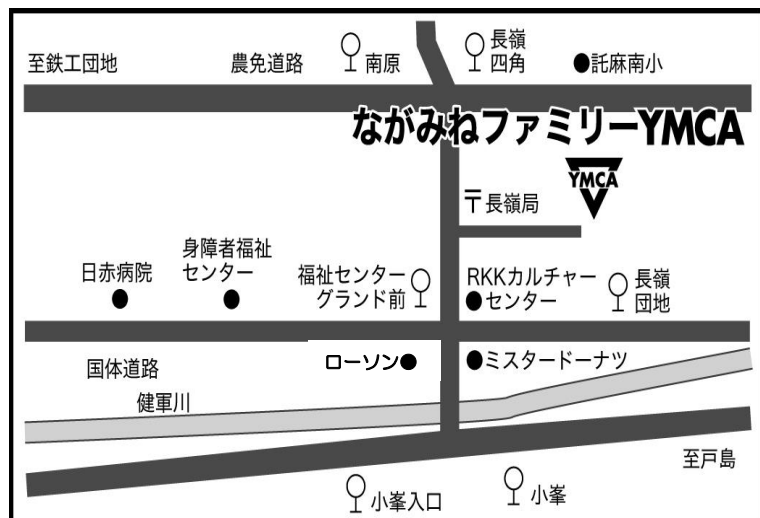 至鉄工団地
農免道路
南原
長嶺
四角
託麻南小
ながみねファミリーYMCA
YMCA
〒長嶺局
日赤病院
身障者福祉
センター
福祉センター
グランド前
RKKカルチャー
センター
長嶺
団地
ローソン
ミスタードーナツ
国体道路
健軍川
至戸島
小峯入口
小峯